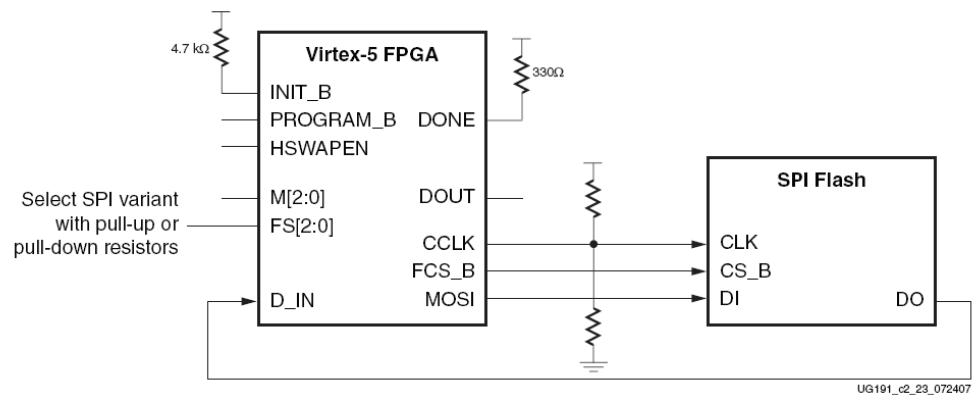 4.7 kΩ
Virtex-5 FPGA
330Ω
INIT_B
PROGRAM_B DONE
HSWAPEN
Select SPI variant
with pull-up or
pull-down resistors
M[2:0] DOUT
FS[2:0]
CCLK
FCS_B
D_IN MOSI
SPI Flash
CLK
CS_B
DI DO
UG191_c2_23_072407